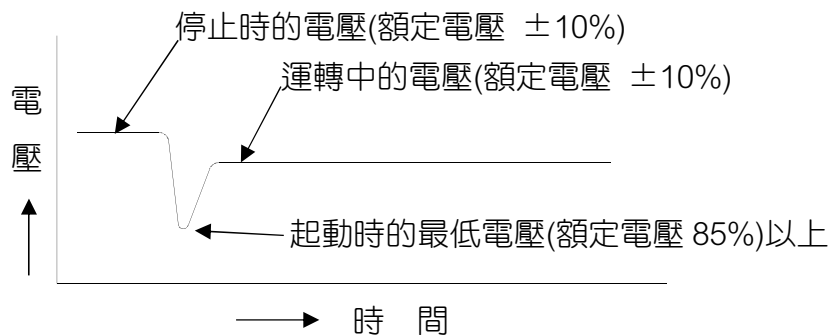 停止時的電壓(額定電壓 ±10%)
運轉中的電壓(額定電壓 ±10%)
電壓
起動時的最低電壓(額定電壓 85%)以上
時 間